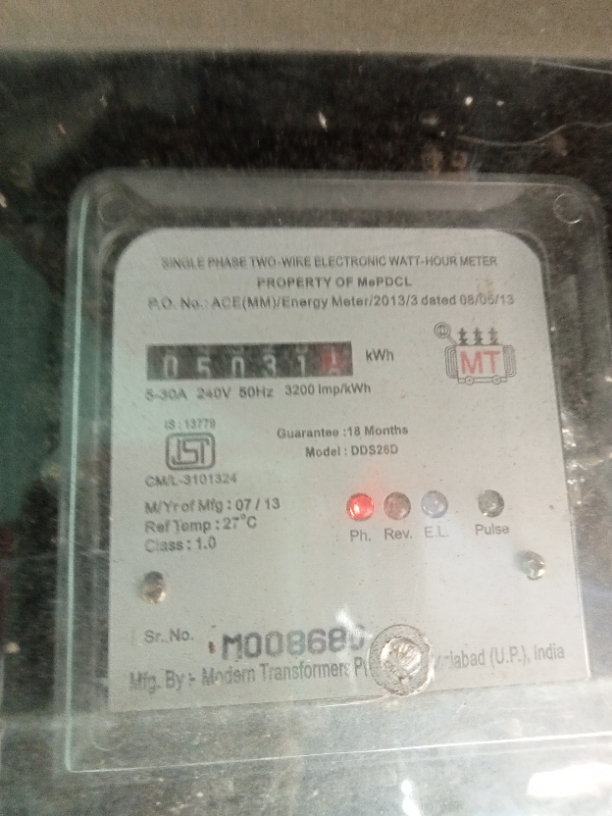 SINGLE PHASE TWO-WIRE ELECTRONIC WATT-HOUR METER
PROPERTY OF MePDCL
P.O. No.: ACE(MM)/Energy Meter/2013/3 dated 08/05/13
05031 kWh
MT
5-30A 240V 50Hz 3200 imp/kWh
IS : 13779
Guarantee :18 Months
Model : DDS26D
CM/L-3101324
M/Yr of Mfg : 07 / 13
Ref Temp : 27°C
Class : 1.0
Ph. Rev. E.L. Pulse
Sr. No. M00868
Mfg. By :- Modern Transformers (U.P.), India